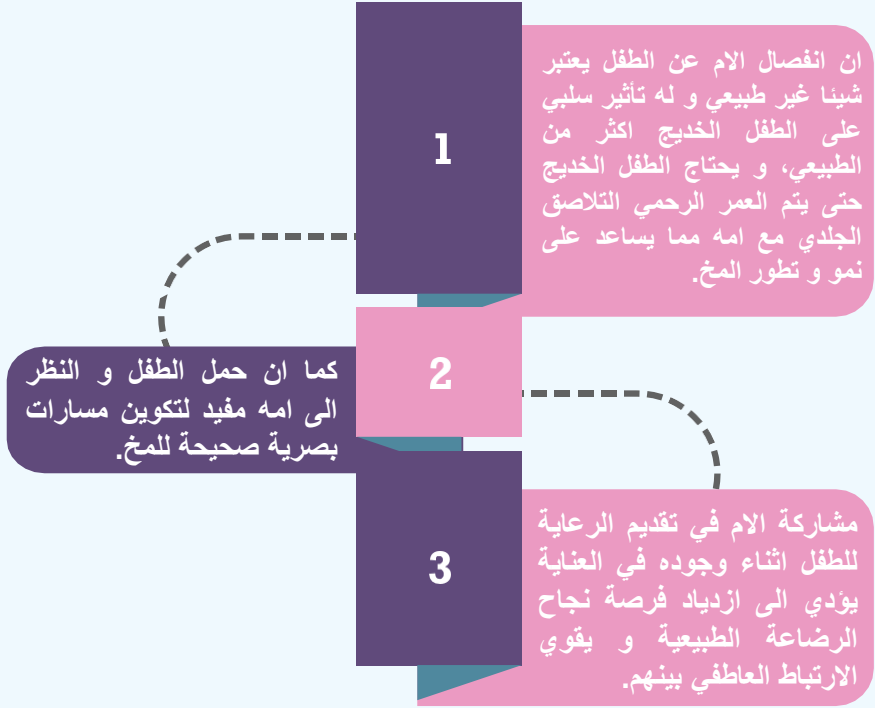 1
ان انفصال الام عن الطفل يعتبر
شيئا غير طبيعي و له تأثير سلبي
على الطفل الخديج اكثر من
الطبيعي، و يحتاج الطفل الخديج
حتى يتم العمر الرحمي التلاصق
الجلدي مع امه مما يساعد على
نمو و تطور المخ.
2
كما ان حمل الطفل و النظر
الى امه مفيد لتكوين مسارات
بصرية صحيحة للمخ.
3
مشاركة الام في تقديم الرعاية
للطفل اثناء وجوده في العناية
يؤدي الى ازدياد فرصة نجاح
الرضاعة الطبيعية و يقوي
الارتباط العاطفي بينهم.